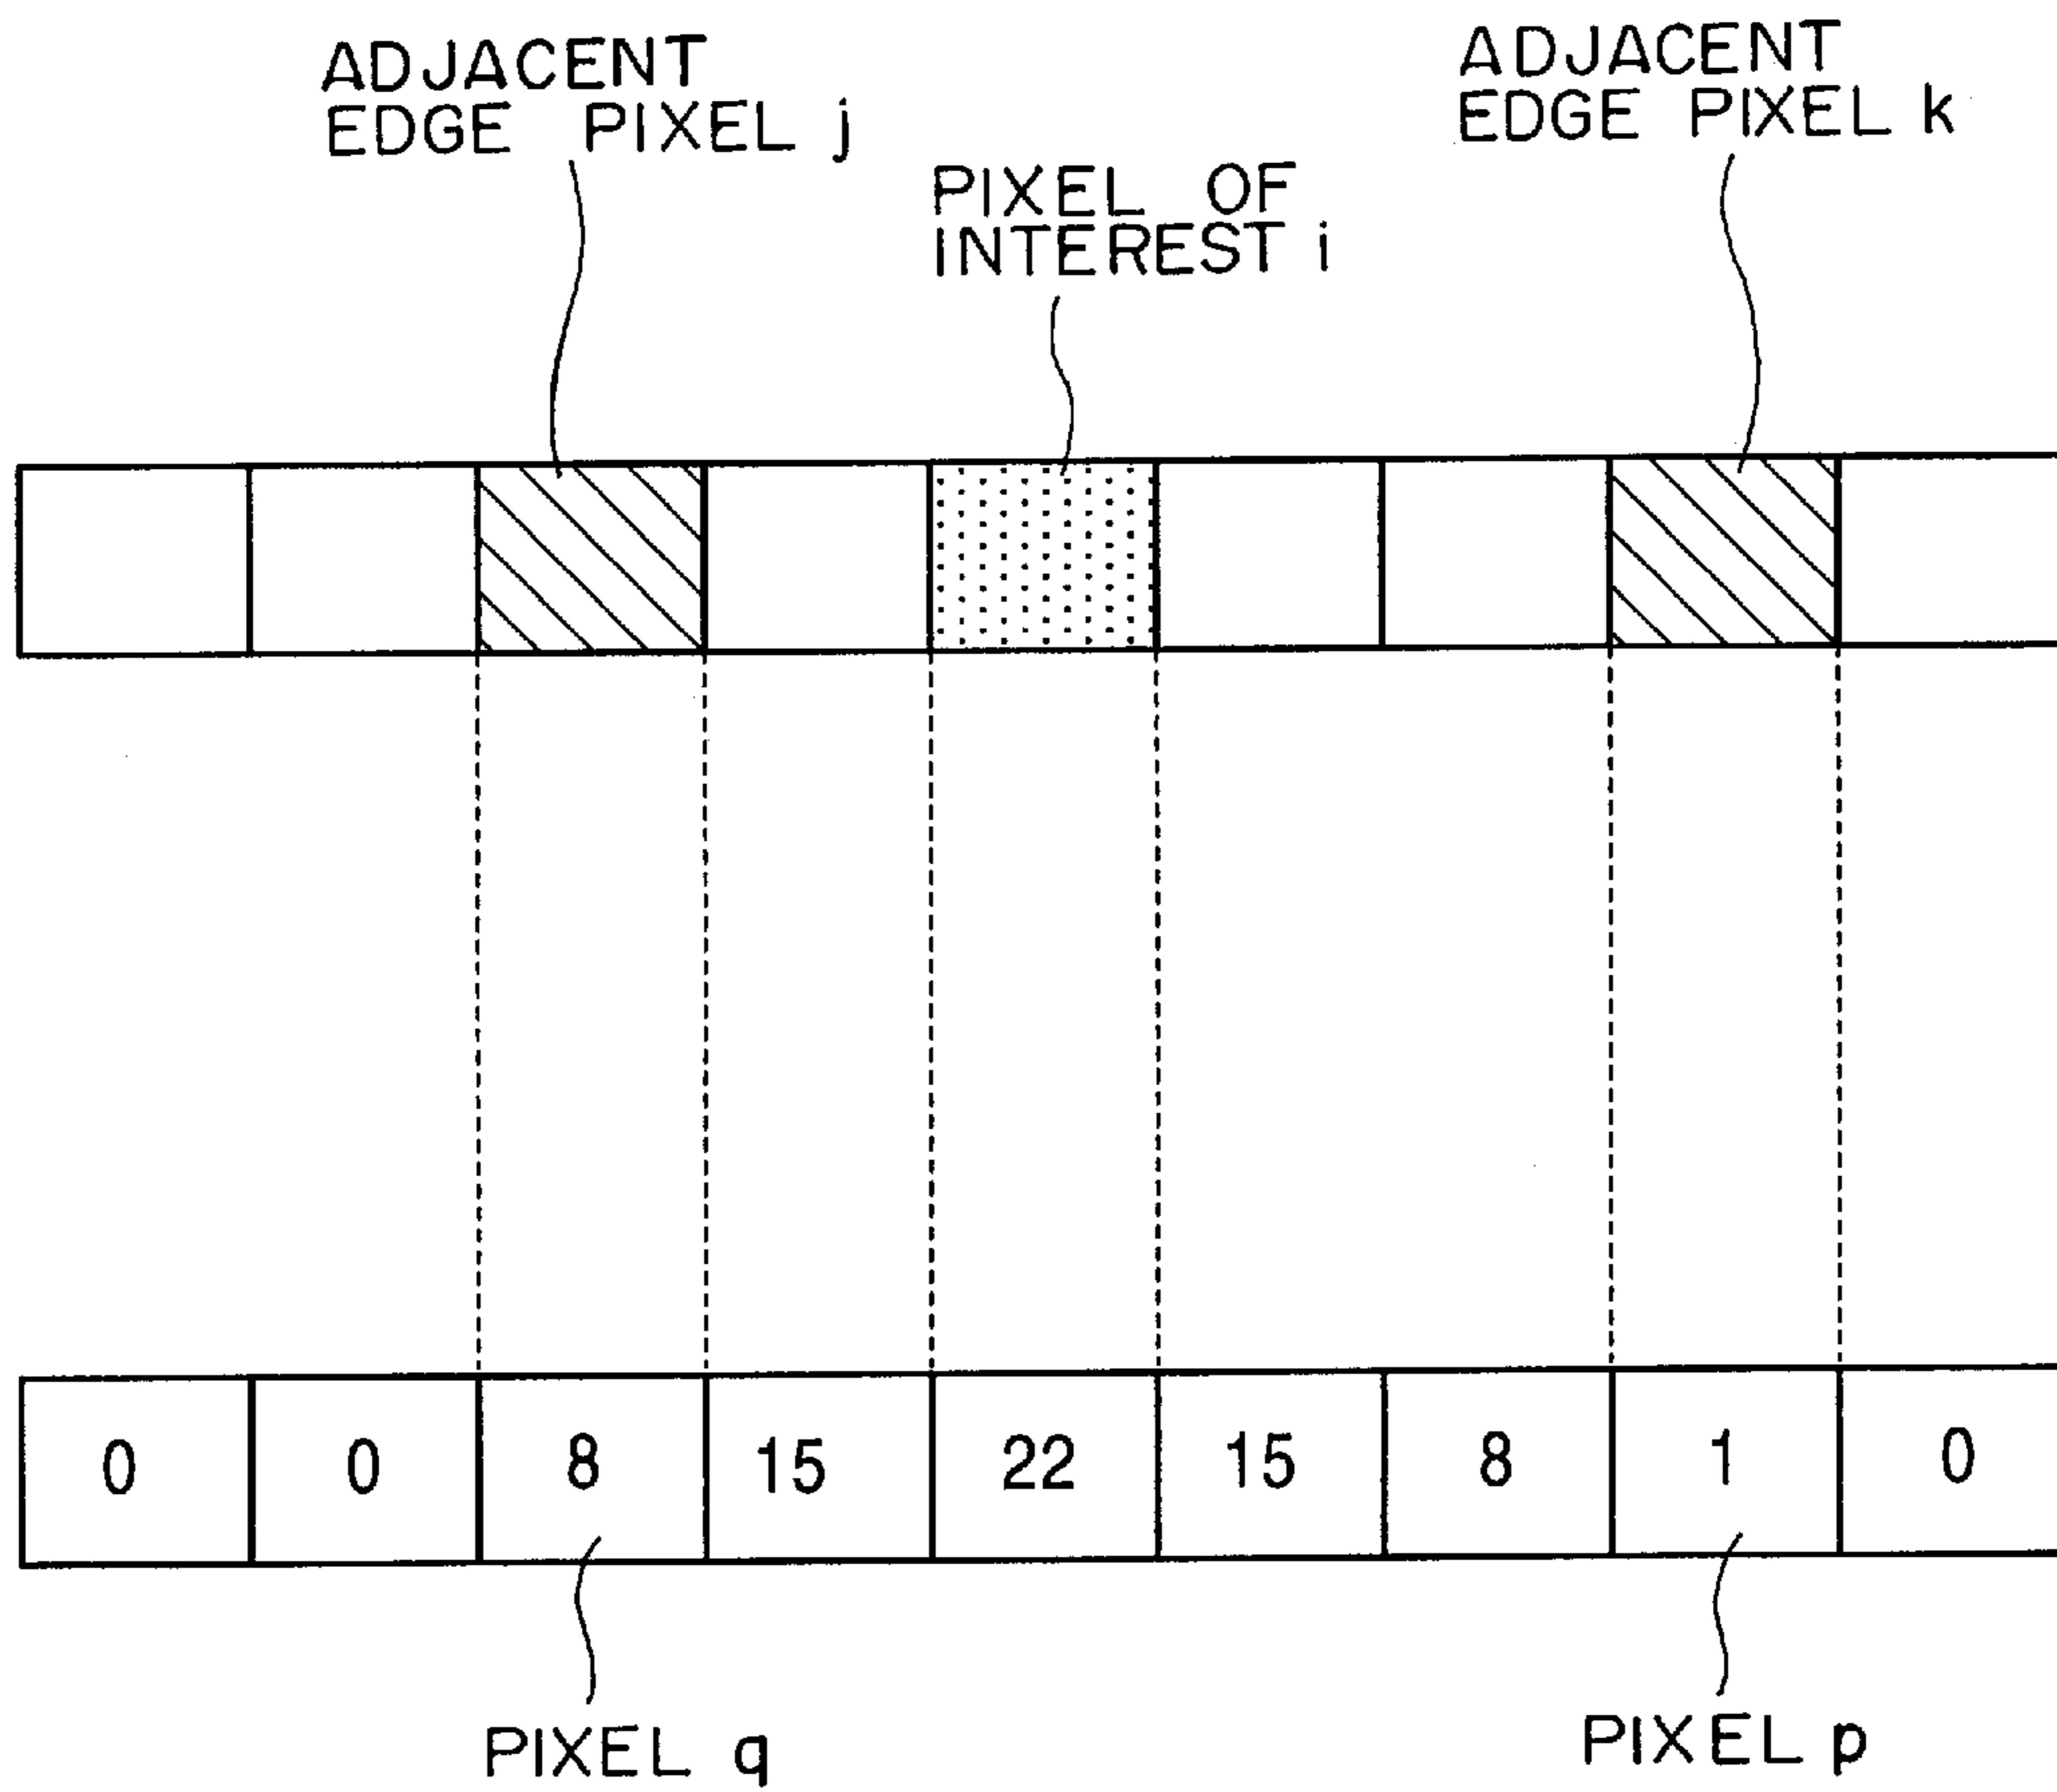 ADJACENT
EDGE PIXEL j
PIXEL OF
INTEREST i
ADJACENT
EDGE PIXEL k
0 0 8 15 22 15 8 1 0
PIXEL q
PIXEL p